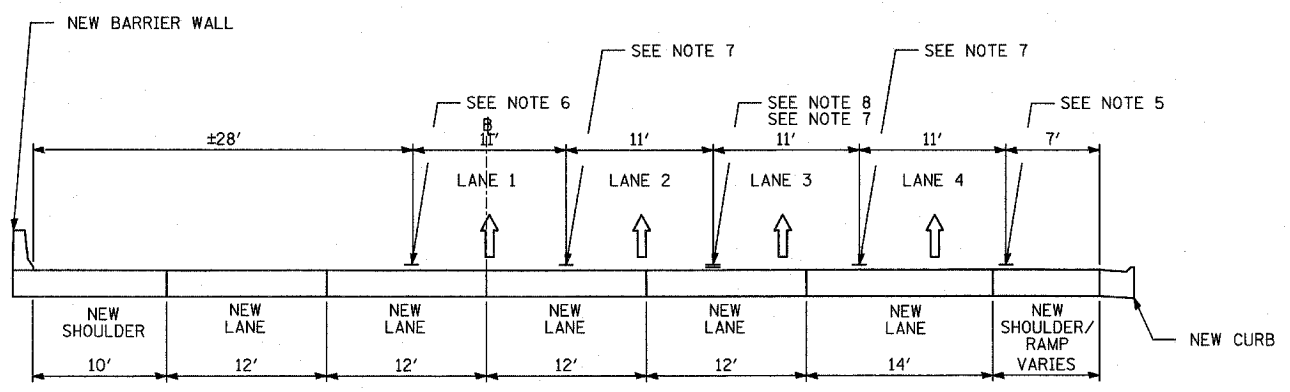 NEW BARRIER WALL
SEE NOTE 7
SEE NOTE 7
SEE NOTE 6
SEE NOTE 8
SEE NOTE 7
SEE NOTE 5
±28' 11' 11' 11' 11' 7'
LANE 1 LANE 2 LANE 3 LANE 4
NEW SHOULDER
NEW LANE
NEW LANE
NEW LANE
NEW LANE
NEW LANE
NEW SHOULDER/ RAMP VARIES
NEW CURB
10' 12' 12' 12' 12' 14'